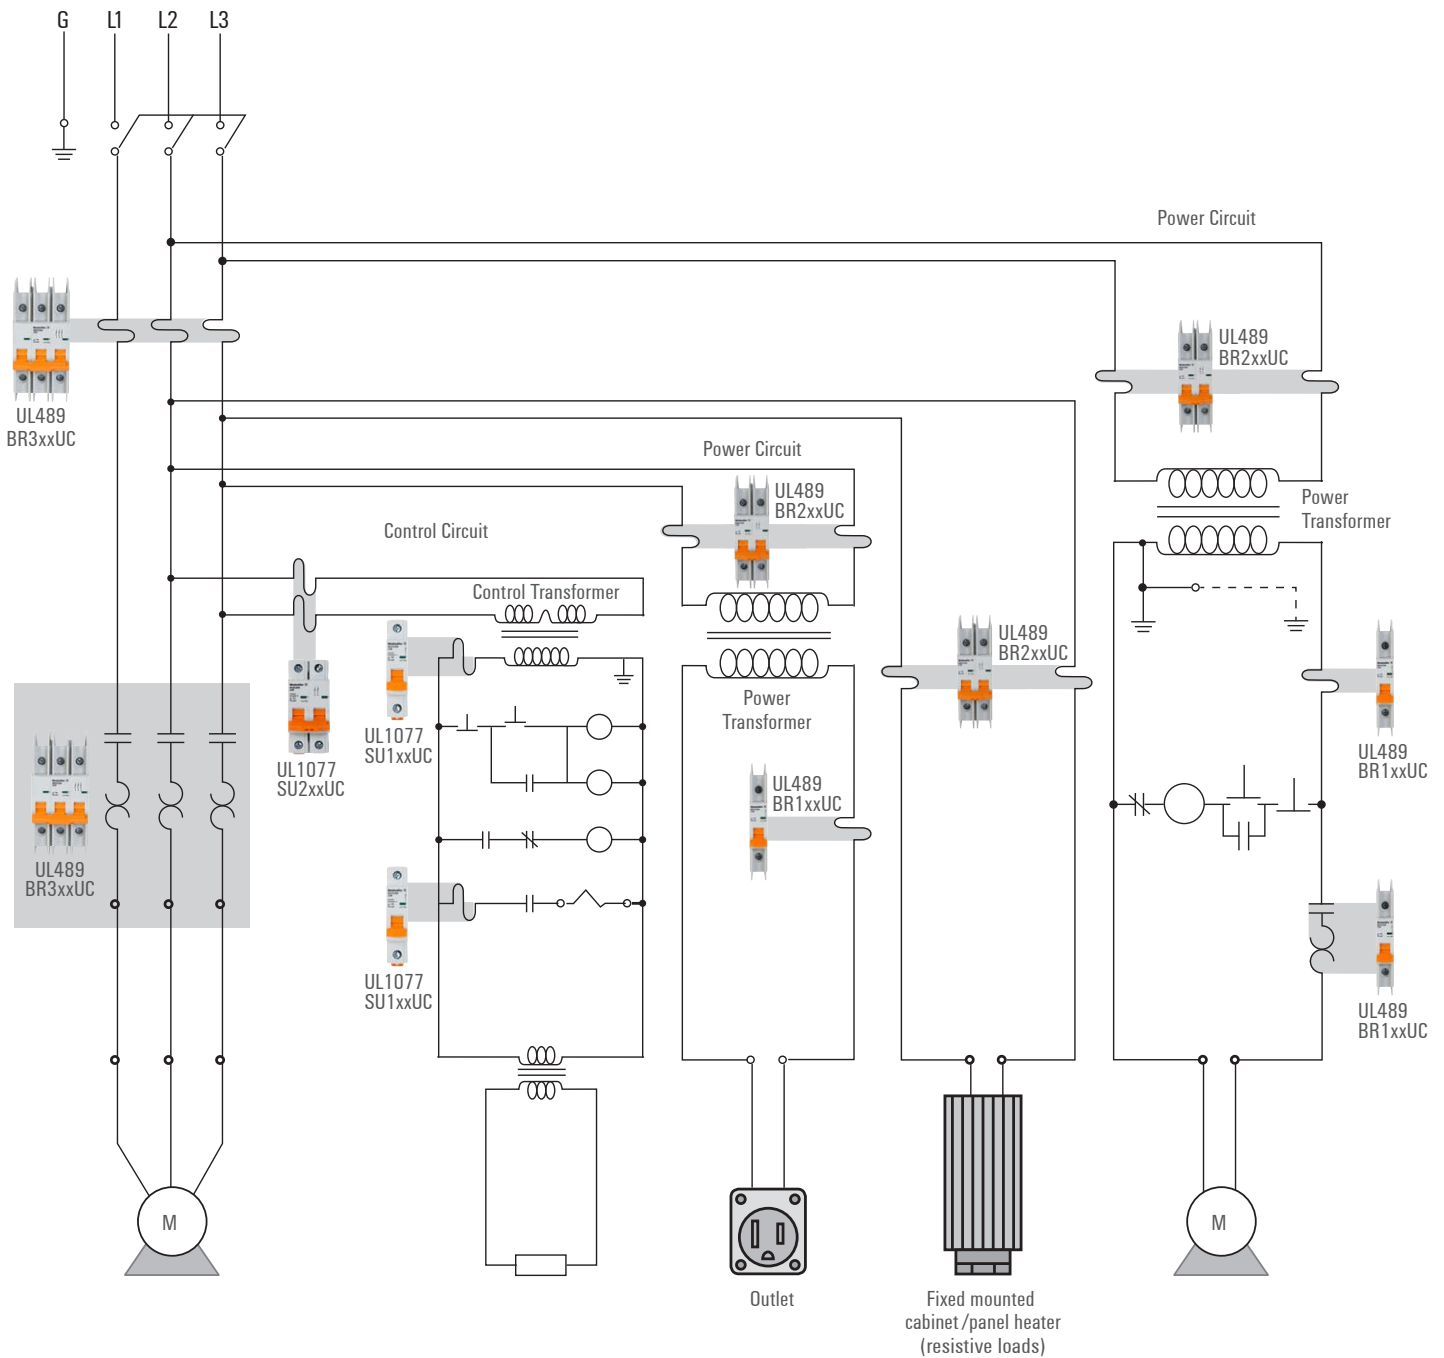 G
L1
L2
L3
Power Circuit
UL489
BR2xxUC
UL489
BR3xxUC
Power Circuit
UL489
BR2xxUC
Power
Transformer
Control Circuit
Control Transformer
UL489
BR2xxUC
Power
Transformer
UL1077
SU1xxUC
UL1077
SU2xxUC
UL489
BR1xxUC
UL489
BR1xxUC
UL489
BR3xxUC
UL1077
SU1xxUC
UL489
BR1xxUC
M
M
Outlet
Fixed mounted
cabinet/panel heater
(resistive loads)